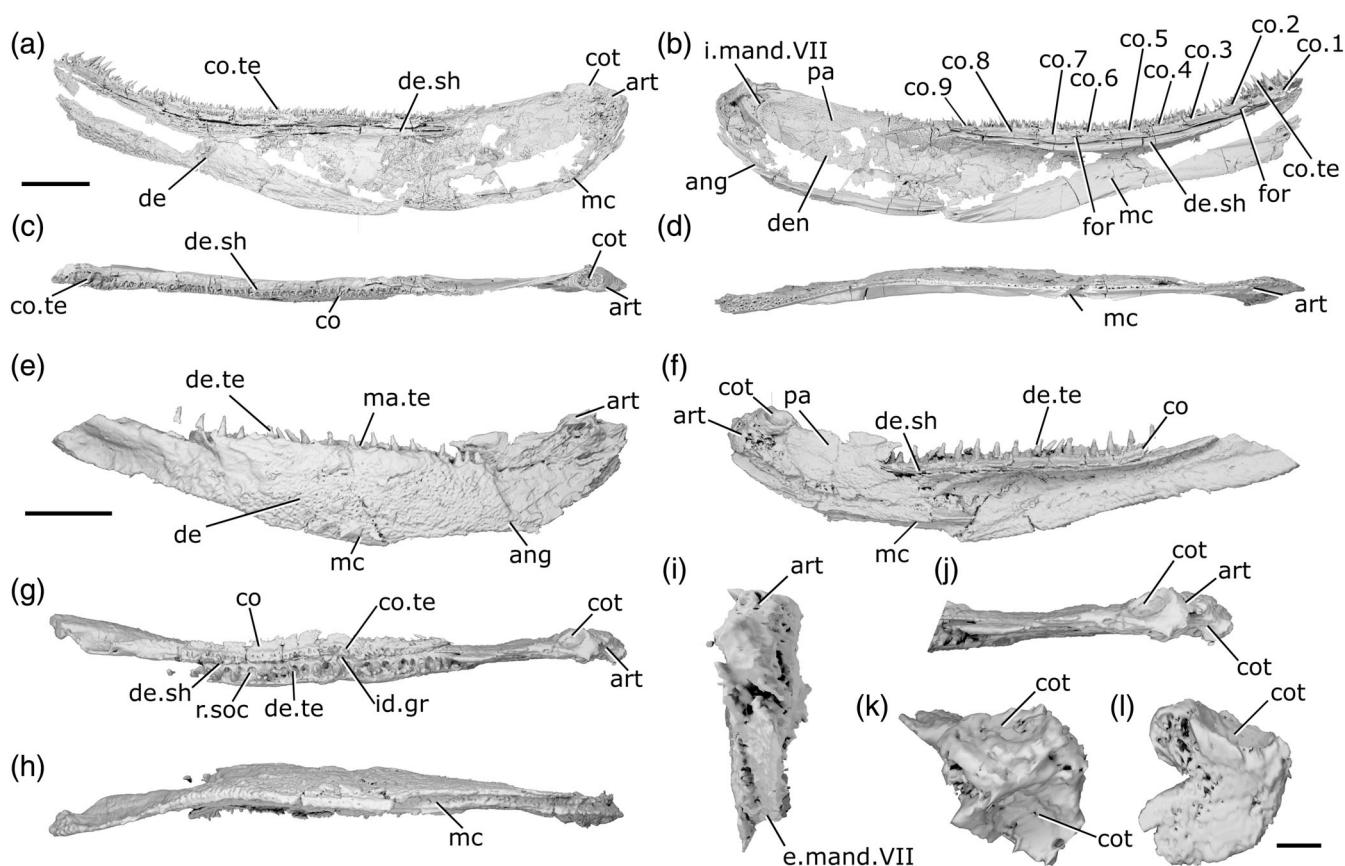 (a)
co.te
de.sh
cot
art
de
mc
(b)
i.mand.VII
pa
co.9
co.8
co.7
co.6
co.5
co.4
co.3
co.2
co.1
ang
den
for
mc
de.sh
for
co.te
(c)
de.sh
cot
co.te
co
art
(d)
mc
art
(e)
de.te
ma.te
art
de
mc
ang
(f)
cot
art
pa
de.sh
de.te
co
mc
(g)
co
co.te
cot
de.sh
r.soc
de.te
id.gr
art
(h)
mc
(i)
art
e.mand.VII
(j)
cot
art
cot
(k)
cot
cot
(l)
cot